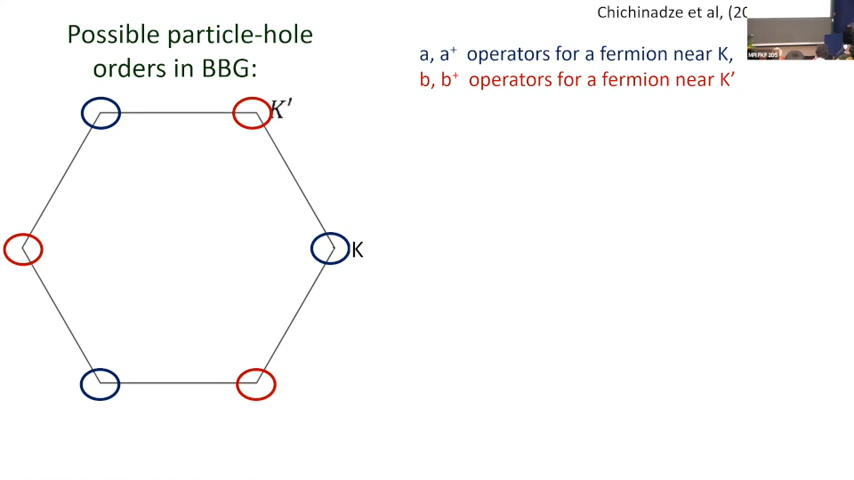 Chichinadze et al, (20
Possible particle-hole
orders in BBG:
a, a⁺ operators for a fermion near K,
b, b⁺ operators for a fermion near K′
K′
K